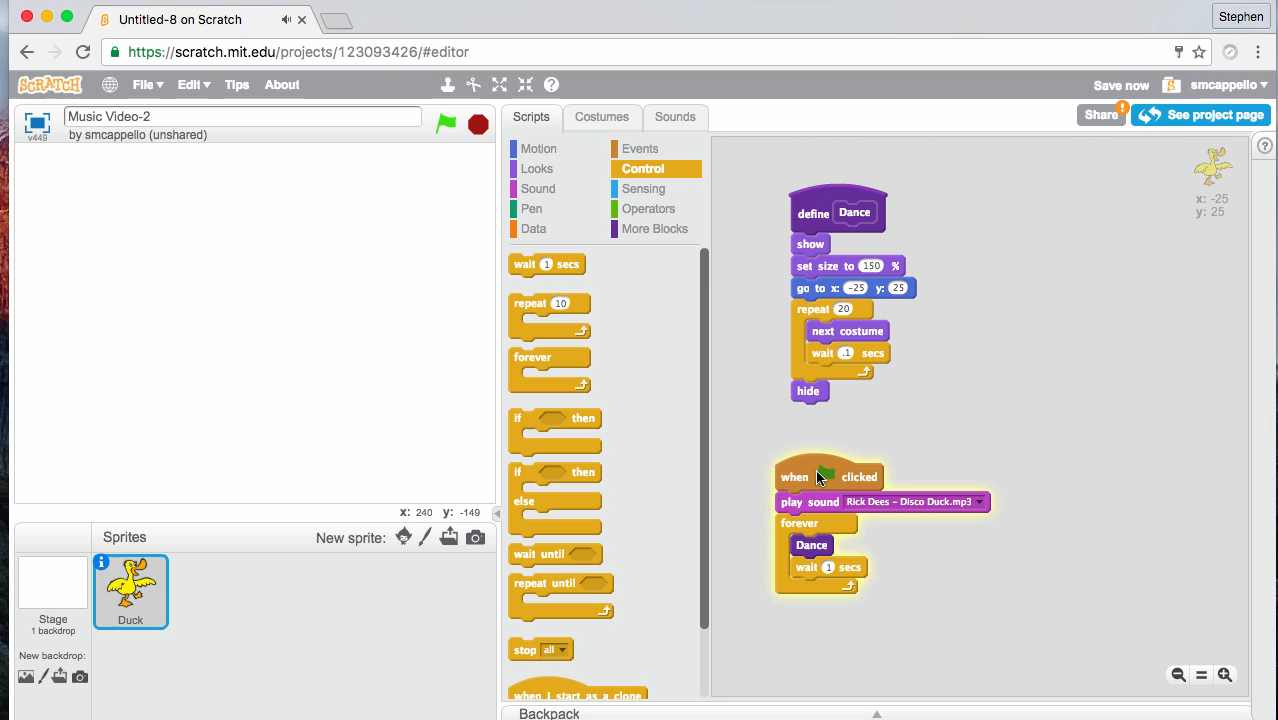 Untitled-8 on Scratch
Stephen
https://scratch.mit.edu/projects/123093426/#editor
SCRATCH
File
Edit
Tips
About
Save now
smcappello
Music Video-2
by smcappello (unshared)
v449
Scripts
Costumes
Sounds
Share
!
See project page
?
Motion
Events
Looks
Control
Sound
Sensing
Pen
Operators
Data
More Blocks
wait 1 secs
repeat 10
forever
if then
if then
else
wait until
repeat until
stop all
when I start as a clone
define Dance
show
set size to 150 %
go to x: -25 y: 25
repeat 20
next costume
wait .1 secs
hide
when clicked
play sound Rick Dees - Disco Duck.mp3
forever
Dance
wait 1 secs
x: -25
y: 25
x: 240 y: -149
Sprites
New sprite:
i
Duck
Stage
1 backdrop
New backdrop:
Backpack